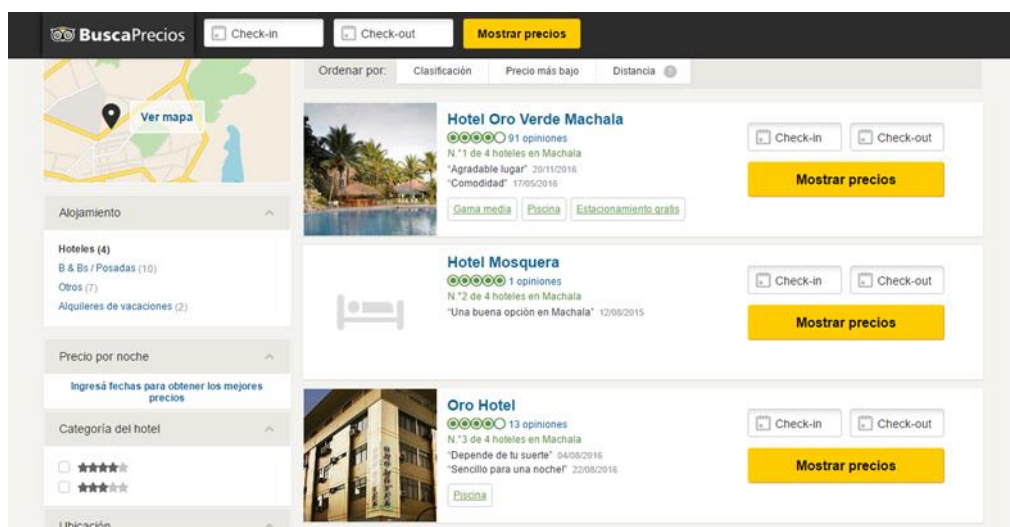 BuscaPrecios
Check-in
Check-out
Mostrar precios
Ver mapa
Alojamiento
Hoteles (4)
B & Bs / Posadas (10)
Otros (7)
Alquileres de vacaciones (2)
Precio por noche
Ingresá fechas para obtener los mejores
precios
Categoría del hotel
Ubicación
Ordenar por: Clasificación Precio más bajo Distancia
Hotel Oro Verde Machala
91 opiniones
N.°1 de 4 hoteles en Machala
"Agradable lugar" 20/11/2016
"Comodidad" 17/05/2016
Gama media Piscina Estacionamiento gratis
Check-in Check-out
Mostrar precios
Hotel Mosquera
1 opiniones
N.°2 de 4 hoteles en Machala
"Una buena opción en Machala" 12/08/2015
Check-in Check-out
Mostrar precios
Oro Hotel
13 opiniones
N.°3 de 4 hoteles en Machala
"Depende de tu suerte" 04/08/2016
"Sencillo para una noche!" 22/08/2016
Piscina
Check-in Check-out
Mostrar precios